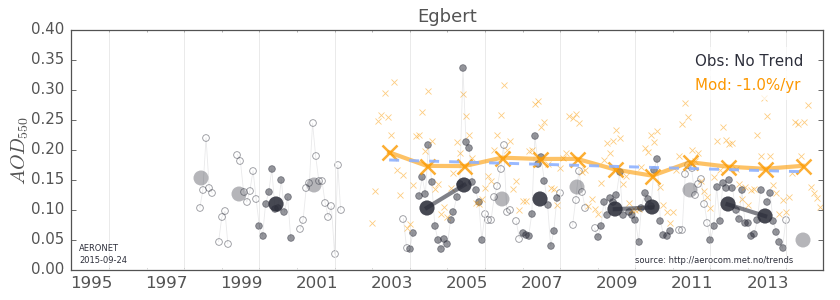 Egbert
0.40
0.35
0.30
0.25
0.20
0.15
0.10
0.05
0.00
AOD550
Obs: No Trend
Mod: -1.0%/yr
AERONET
2015-09-24
source: http://aerocom.met.no/trends
1995 1997 1999 2001 2003 2005 2007 2009 2011 2013